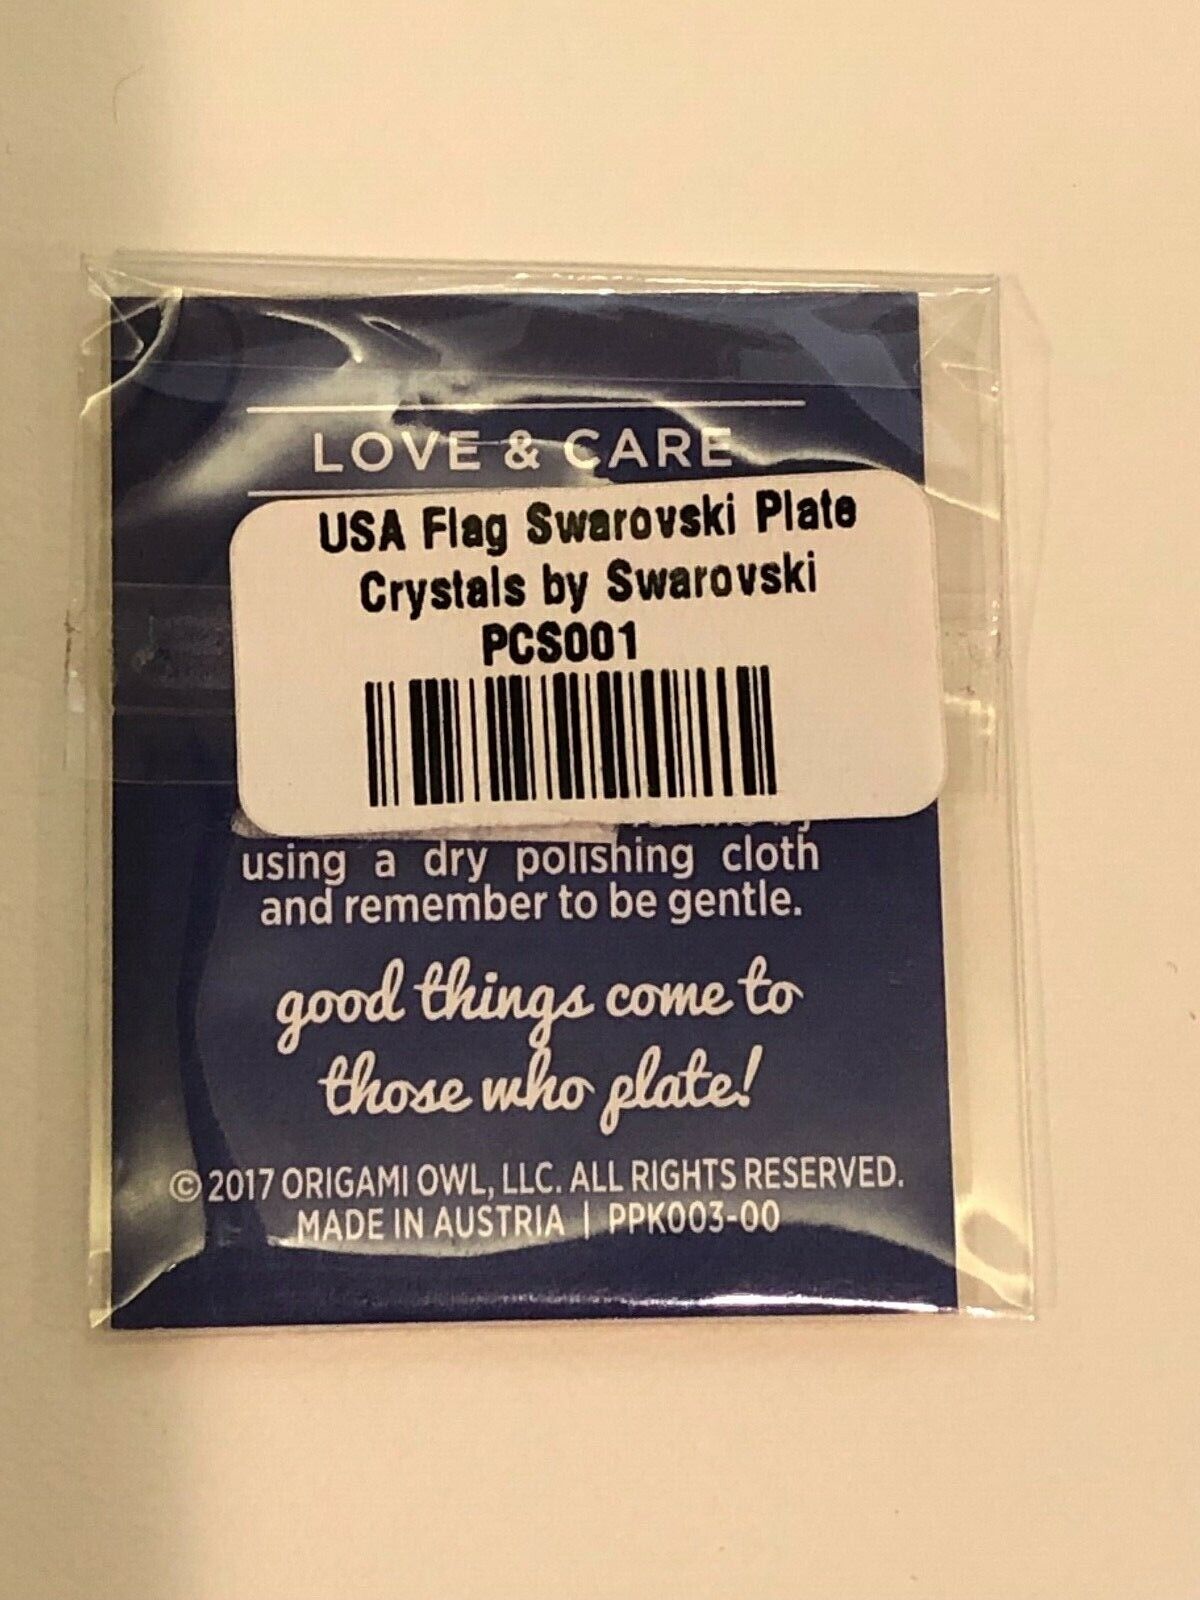 LOVE & CARE
USA Flag Swarovski Plate
Crystals by Swarovski
PCS001
using a dry polishing cloth
and remember to be gentle.
good things come to
those who plate!
© 2017 ORIGAMI OWL, LLC. ALL RIGHTS RESERVED.
MADE IN AUSTRIA | PPK003-00